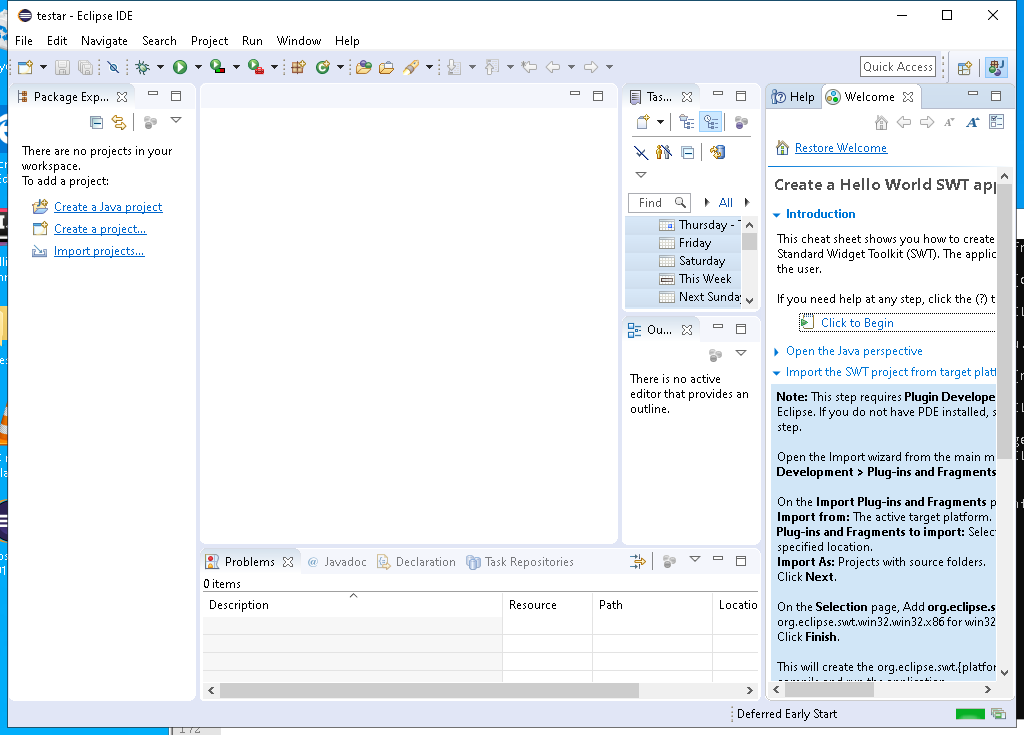 testar - Eclipse IDE
File Edit Navigate Search Project Run Window Help
Quick Access
Package Exp...
There are no projects in your
workspace.
To add a project:
Create a Java project
Create a project...
Import projects...
Tas...
Find
All
Thursday -
Friday
Saturday
This Week
Next Sunday
Ou...
There is no active
editor that provides an
outline.
Help
Welcome
Restore Welcome
Create a Hello World SWT app
Introduction
This cheat sheet shows you how to create
Standard Widget Toolkit (SWT). The applic
the user.
If you need help at any step, click the (?) t
Click to Begin
Open the Java perspective
Import the SWT project from target platf
Note: This step requires Plugin Develope
Eclipse. If you do not have PDE installed, s
step.
Open the Import wizard from the main m
Development > Plug-ins and Fragments
On the Import Plug-ins and Fragments p
Import from: The active target platform.
Plug-ins and Fragments to import: Selec
specified location.
Import As: Projects with source folders.
Click Next.
On the Selection page, Add org.eclipse.s
org.eclipse.swt.win32.win32.x86 for win32
Click Finish.
This will create the org.eclipse.swt.{platfor
compile and run the application
Problems
@ Javadoc
Declaration
Task Repositories
0 items
Description Resource Path Locatio
Deferred Early Start
172